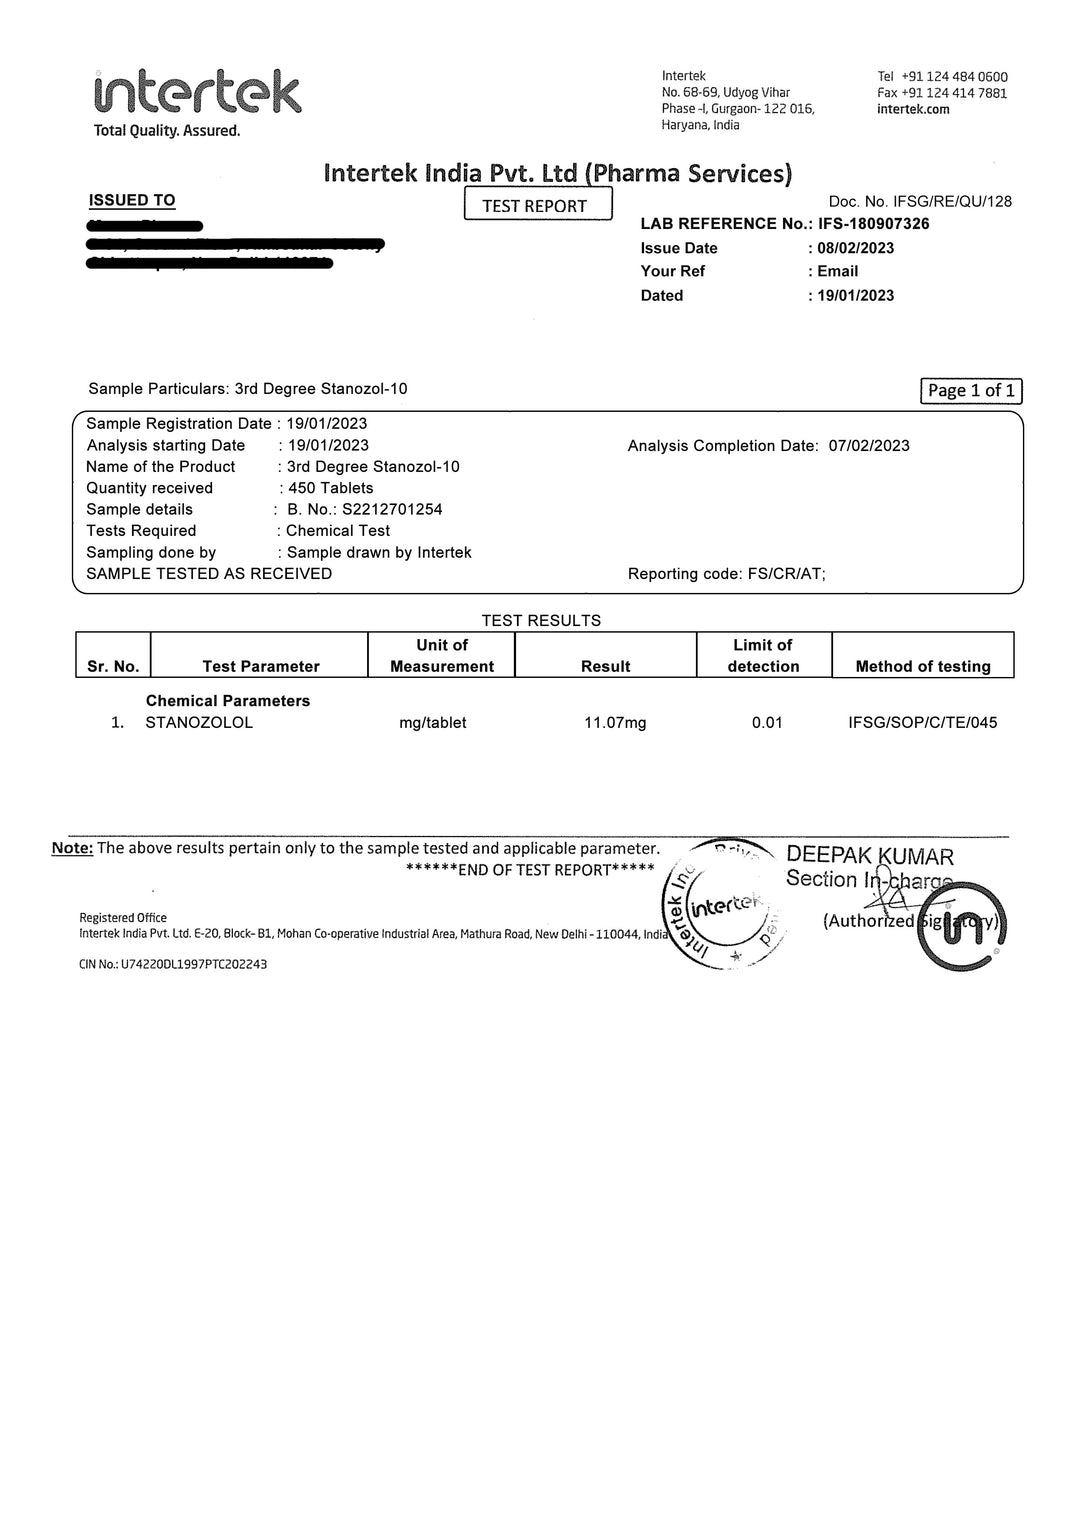 intertek
Total Quality. Assured.
Intertek
No. 68-69, Udyog Vihar
Phase -I, Gurgaon- 122 016,
Haryana, India
Tel +91 124 484 0600
Fax +91 124 414 7881
intertek.com
Intertek India Pvt. Ltd (Pharma Services)
ISSUED TO
TEST REPORT
Doc. No. IFSG/RE/QU/128
LAB REFERENCE No.: IFS-180907326
Issue Date : 08/02/2023
Your Ref : Email
Dated : 19/01/2023
Sample Particulars: 3rd Degree Stanozol-10
Page 1 of 1
Sample Registration Date : 19/01/2023
Analysis starting Date : 19/01/2023 Analysis Completion Date: 07/02/2023
Name of the Product : 3rd Degree Stanozol-10
Quantity received : 450 Tablets
Sample details : B. No.: S2212701254
Tests Required : Chemical Test
Sampling done by : Sample drawn by Intertek
SAMPLE TESTED AS RECEIVED Reporting code: FS/CR/AT;
TEST RESULTS
Sr. No. Test Parameter Unit of Measurement Result Limit of detection Method of testing
Chemical Parameters
1. STANOZOLOL mg/tablet 11.07mg 0.01 IFSG/SOP/C/TE/045
Note: The above results pertain only to the sample tested and applicable parameter.
******END OF TEST REPORT*****
DEEPAK KUMAR
Section In-charge
(Authorized Signatory)
intertek
Intertek
Registered Office
Intertek India Pvt. Ltd. E-20, Block- B1, Mohan Co-operative Industrial Area, Mathura Road, New Delhi - 110044, India
CIN No.: U74220DL1997PTC202243